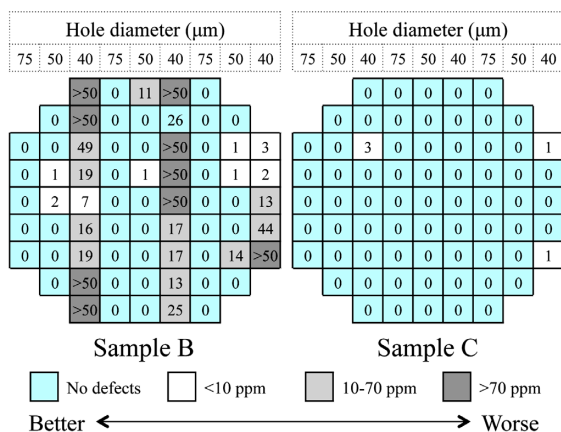 Hole diameter (μm) Hole diameter (μm)
75 50 40 75 50 40 75 50 40 75 50 40 75 50 40 75 50 40
>50 0 11 >50 0 0 0 0 0 0
0 >50 0 0 26 0 0 0 0 0 0 0 0 0
0 0 49 0 0 >50 0 1 3 0 0 3 0 0 0 0 0 1
0 1 19 0 1 >50 0 1 2 0 0 0 0 0 0 0 0 0
0 2 7 0 0 >50 0 0 13 0 0 0 0 0 0 0 0 0
0 0 16 0 0 17 0 0 44 0 0 0 0 0 0 0 0 0
0 0 19 0 0 17 0 14 >50 0 0 0 0 0 0 0 0 1
0 >50 0 0 13 0 0 0 0 0 0 0 0 0
>50 0 0 25 0 0 0 0 0 0
Sample B Sample C
No defects <10 ppm 10-70 ppm >70 ppm
Better Worse